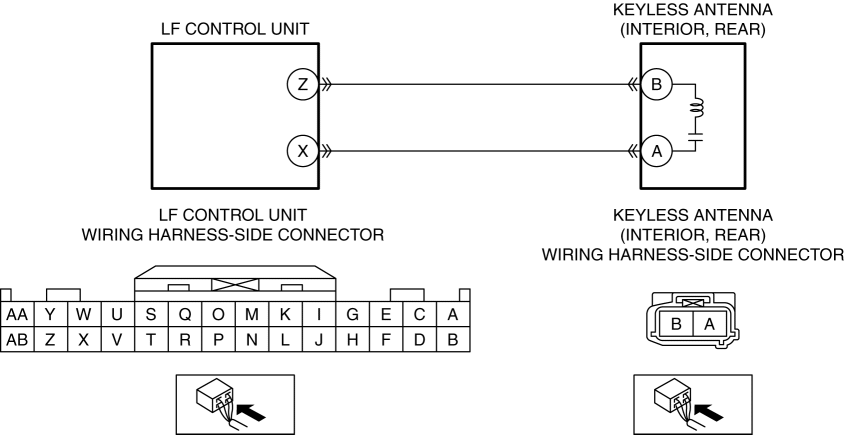 LF CONTROL UNIT
KEYLESS ANTENNA
(INTERIOR, REAR)
Z
B
X
A
LF CONTROL UNIT
WIRING HARNESS-SIDE CONNECTOR
KEYLESS ANTENNA
(INTERIOR, REAR)
WIRING HARNESS-SIDE CONNECTOR
AA Y W U S Q O M K I G E C A
AB Z X V T R P N L J H F D B
B A